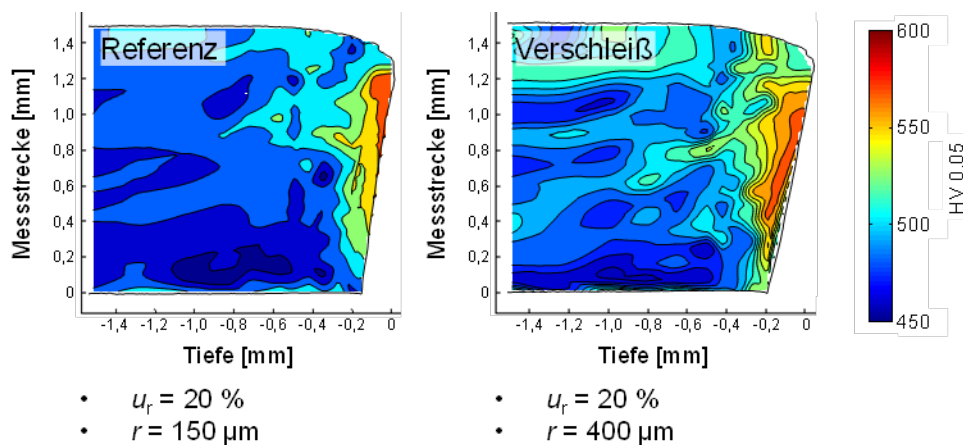 Referenz
Messstrecke [mm]
1,4
1,2
1,0
0,8
0,6
0,4
0,2
0
-1,4 -1,2 -1,0 -0,8 -0,6 -0,4 -0,2 0
Tiefe [mm]
• uᵣ = 20 %
• r = 150 µm
Verschleiß
Messstrecke [mm]
1,4
1,2
1,0
0,8
0,6
0,4
0,2
0
-1,4 -1,2 -1,0 -0,8 -0,6 -0,4 -0,2 0
Tiefe [mm]
• uᵣ = 20 %
• r = 400 µm
600
550
500
450
HV 0.05